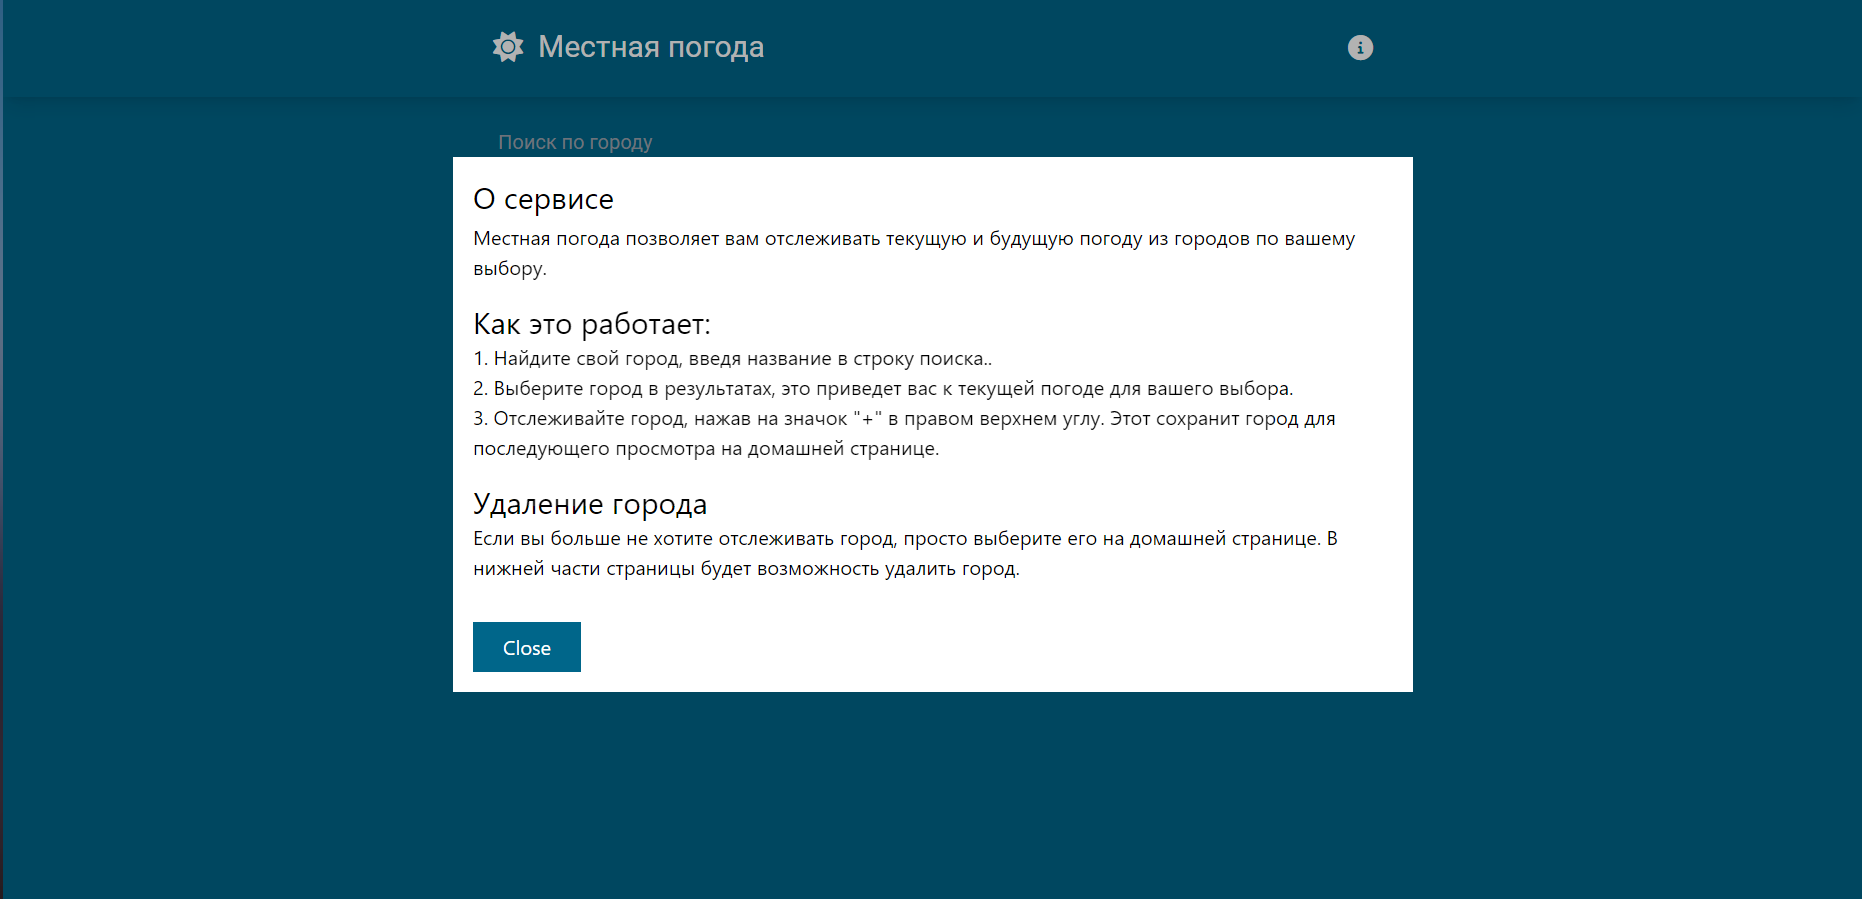 Местная погода
Поиск по городу
О сервисе
Местная погода позволяет вам отслеживать текущую и будущую погоду из городов по вашему
выбору.
Как это работает:
1. Найдите свой город, введя название в строку поиска..
2. Выберите город в результатах, это приведет вас к текущей погоде для вашего выбора.
3. Отслеживайте город, нажав на значок "+" в правом верхнем углу. Этот сохранит город для
последующего просмотра на домашней странице.
Удаление города
Если вы больше не хотите отслеживать город, просто выберите его на домашней странице. В
нижней части страницы будет возможность удалить город.
Close